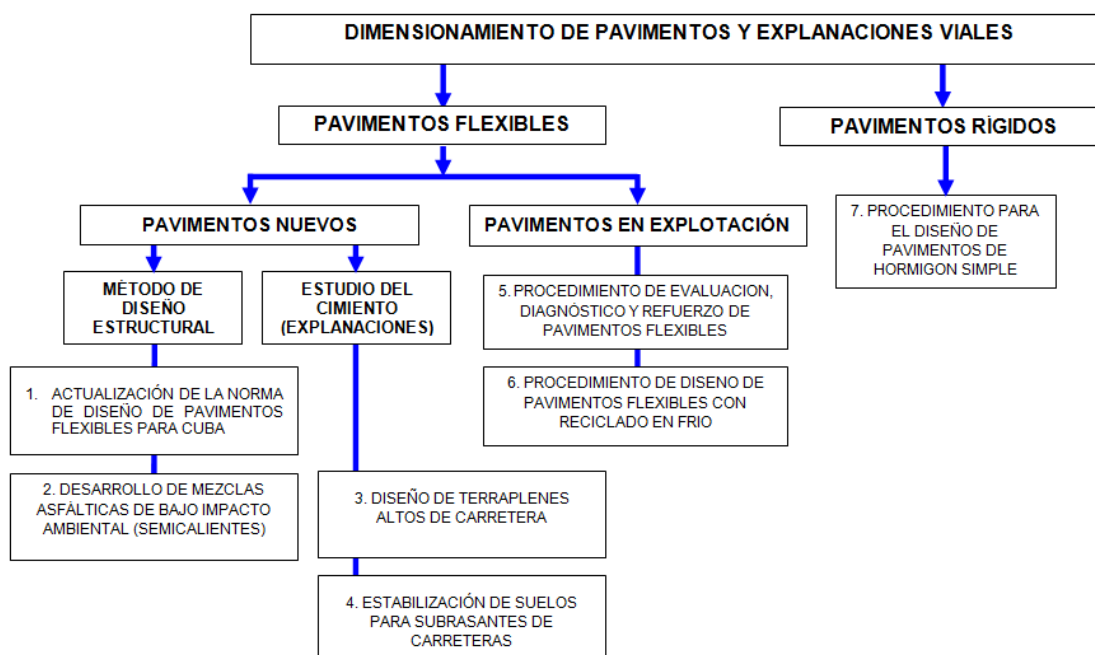 DIMENSIONAMIENTO DE PAVIMENTOS Y EXPLANACIONES VIALES
PAVIMENTOS FLEXIBLES
PAVIMENTOS RÍGIDOS
PAVIMENTOS NUEVOS
PAVIMENTOS EN EXPLOTACIÓN
7. PROCEDIMIENTO PARA
EL DISEÑO DE
PAVIMENTOS DE
HORMIGON SIMPLE
MÉTODO DE
DISEÑO
ESTRUCTURAL
ESTUDIO DEL
CIMIENTO
(EXPLANACIONES)
5. PROCEDIMIENTO DE EVALUACION,
DIAGNÓSTICO Y REFUERZO DE
PAVIMENTOS FLEXIBLES
1. ACTUALIZACIÓN DE LA NORMA
DE DISEÑO DE PAVIMENTOS
FLEXIBLES PARA CUBA
6. PROCEDIMIENTO DE DISENO DE
PAVIMENTOS FLEXIBLES CON
RECICLADO EN FRIO
2. DESARROLLO DE MEZCLAS
ASFÁLTICAS DE BAJO IMPACTO
AMBIENTAL (SEMICALIENTES)
3. DISEÑO DE TERRAPLENES
ALTOS DE CARRETERA
4. ESTABILIZACIÓN DE SUELOS
PARA SUBRASANTES DE
CARRETERAS